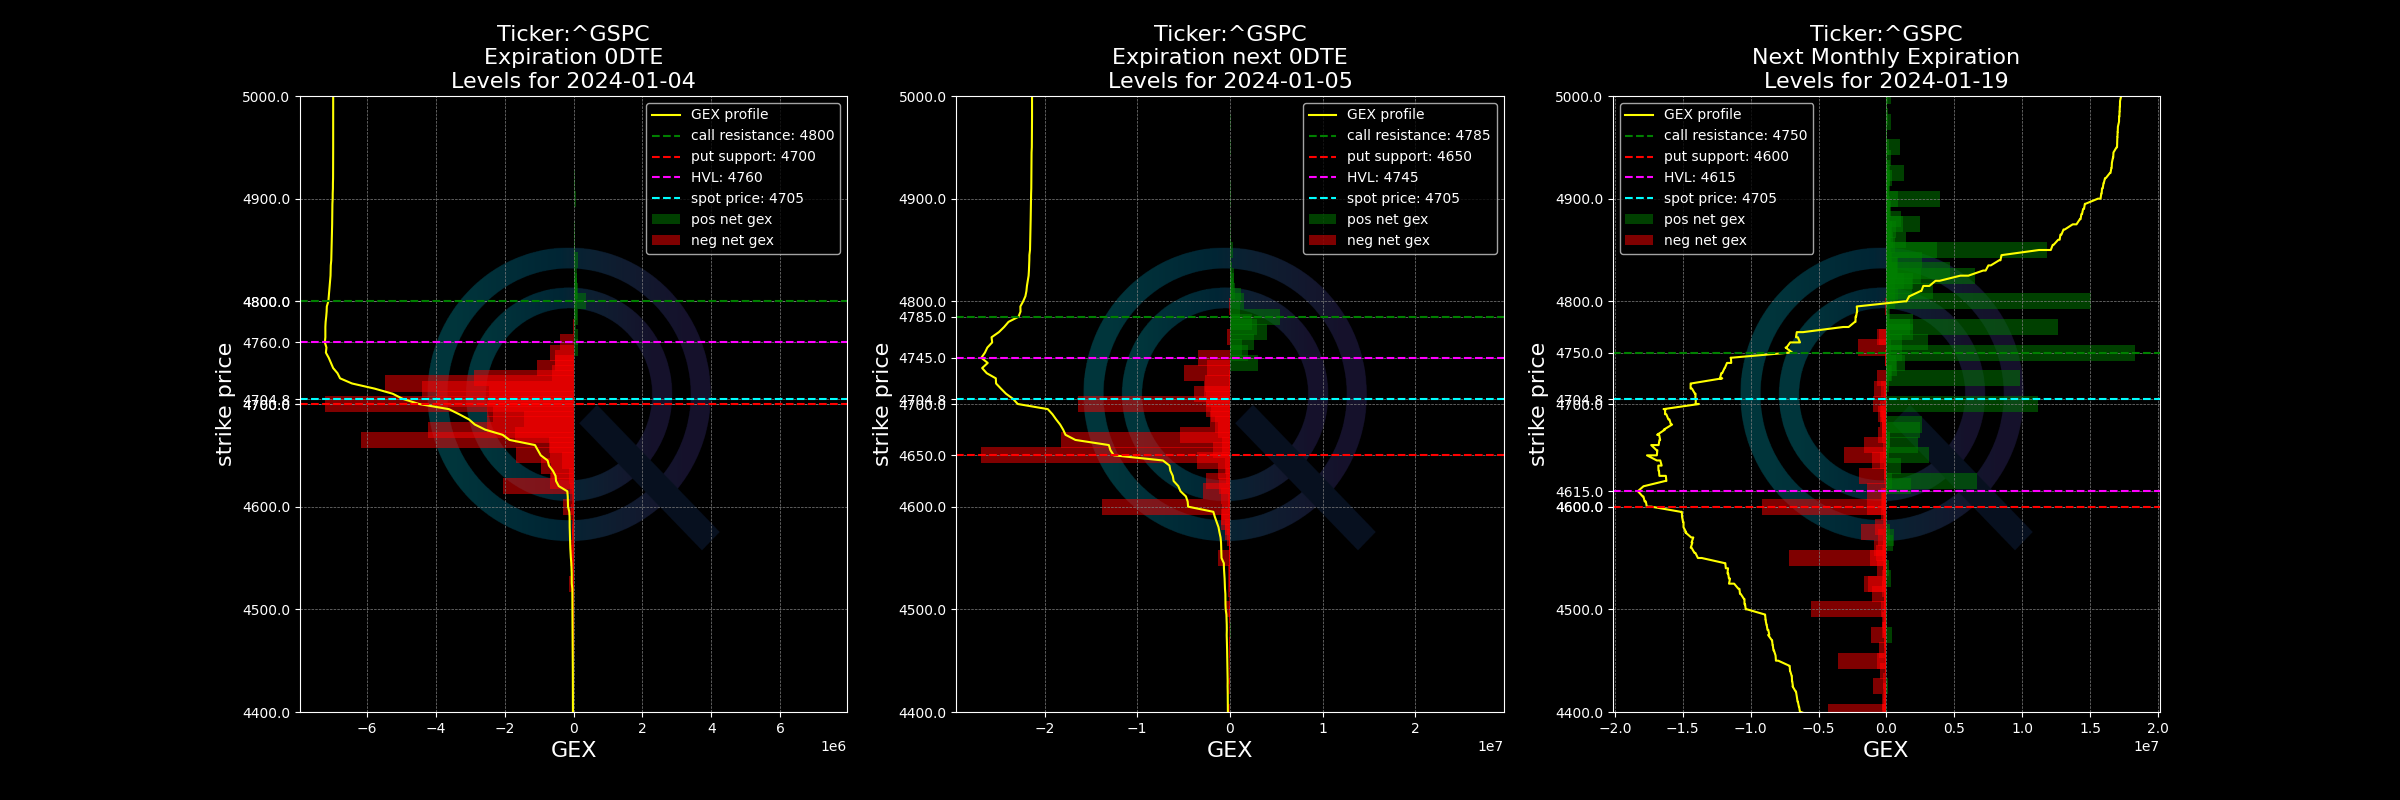 Ticker:^GSPC
Expiration 0DTE
Levels for 2024-01-04
5000.0
4900.0
4800.0
4760.0
4704.8
4700.0
4600.0
4500.0
4400.0
strike price
GEX profile
call resistance: 4800
put support: 4700
HVL: 4760
spot price: 4705
pos net gex
neg net gex
−6 −4 −2 0 2 4 6
1e6
GEX
Ticker:^GSPC
Expiration next 0DTE
Levels for 2024-01-05
5000.0
4900.0
4800.0
4785.0
4745.0
4704.8
4700.0
4650.0
4600.0
4500.0
4400.0
strike price
GEX profile
call resistance: 4785
put support: 4650
HVL: 4745
spot price: 4705
pos net gex
neg net gex
−2 −1 0 1 2
1e7
GEX
Ticker:^GSPC
Next Monthly Expiration
Levels for 2024-01-19
5000.0
4900.0
4800.0
4750.0
4704.8
4700.0
4615.0
4600.0
4500.0
4400.0
strike price
GEX profile
call resistance: 4750
put support: 4600
HVL: 4615
spot price: 4705
pos net gex
neg net gex
−2.0 −1.5 −1.0 −0.5 0.0 0.5 1.0 1.5 2.0
1e7
GEX